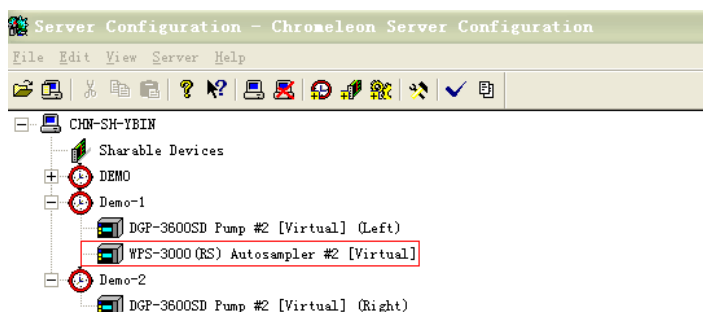 Server Configuration - Chromeleon Server Configuration
File Edit View Server Help
CHN-SH-YBIN
Sharable Devices
DEMO
Demo-1
DGP-3600SD Pump #2 [Virtual] (Left)
WPS-3000(RS) Autosampler #2 [Virtual]
Demo-2
DGP-3600SD Pump #2 [Virtual] (Right)